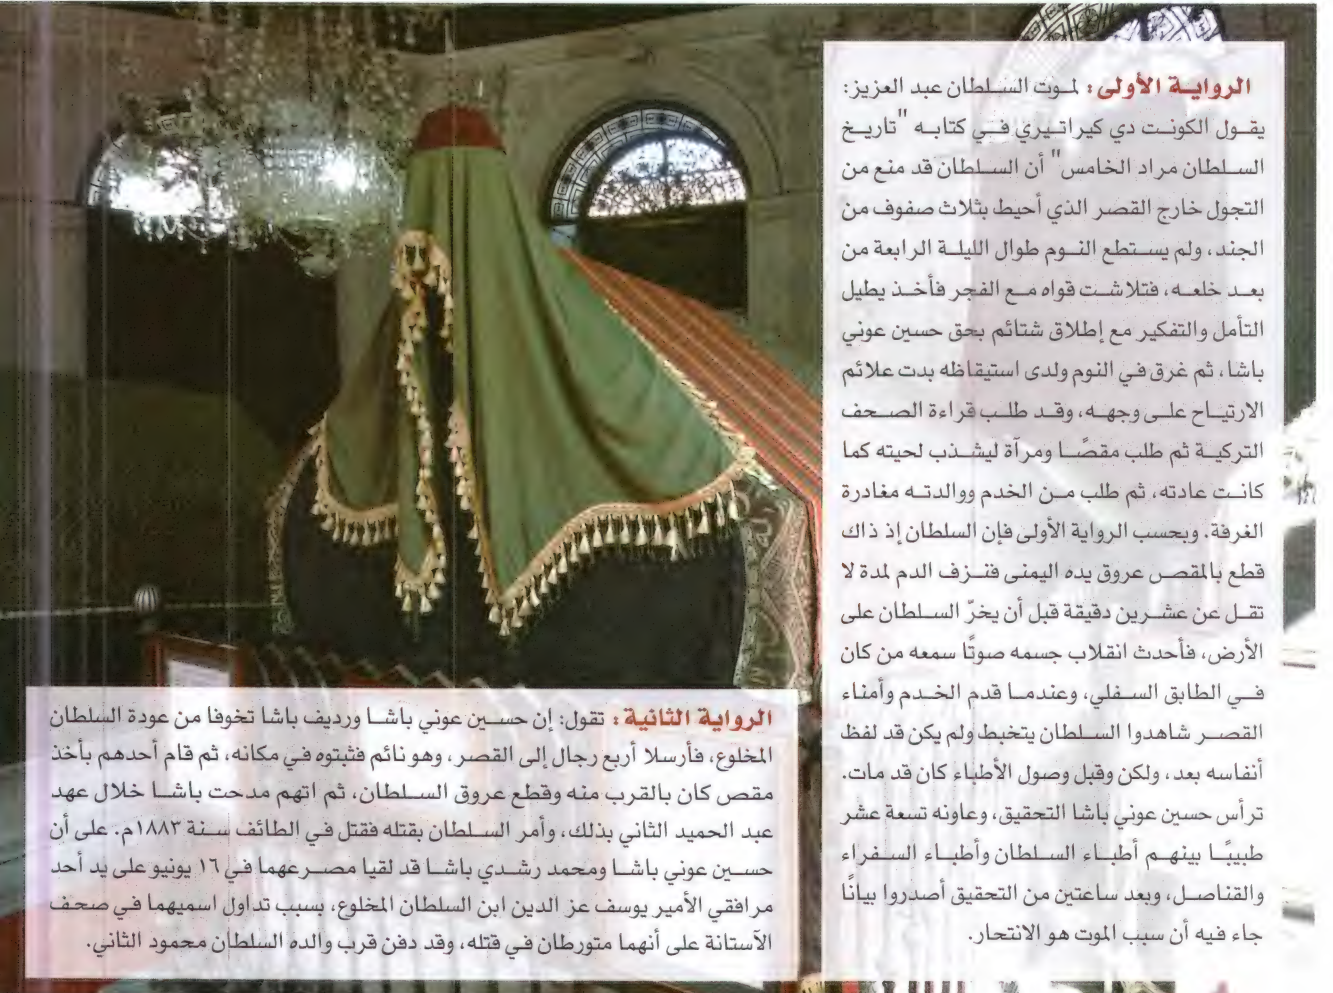 الرواية الأولى: لموت السلطان عبد العزيز:
يقول الكونت دي كيراتيري في كتابه "تاريخ
السلطان مراد الخامس" أن السلطان قد منع من
التجول خارج القصر الذي أحيط بثلاث صفوف من
الجند، ولم يستطع النوم طوال الليلة الرابعة من
بعد خلعه، فتلاشت قواه مع الفجر فأخذ يطيل
التأمل والتفكير مع إطلاق شتائم بحق حسين عوني
باشا، ثم غرق في النوم ولدى استيقاظه بدت علائم
الارتياح على وجهه، وقد طلب قراءة الصحف
التركية ثم طلب مقصًا ومرآة ليشذب لحيته كما
كانت عادته، ثم طلب من الخدم ووالدته مغادرة
الغرفة. وبحسب الرواية الأولى فإن السلطان إذ ذاك
قطع بالمقص عروق يده اليمنى فنزف الدم لمدة لا
تقل عن عشرين دقيقة قبل أن يخرّ السلطان على
الأرض، فأحدث انقلاب جسمه صوتًا سمعه من كان
في الطابق السفلي، وعندما قدم الخدم وأمناء
القصر شاهدوا السلطان يتخبط ولم يكن قد لفظ
أنفاسه بعد، ولكن وقبل وصول الأطباء كان قد مات.
ترأس حسين عوني باشا التحقيق، وعاونه تسعة عشر
طبيبًا بينهم أطباء السلطان وأطباء السفراء
والقناصل، وبعد ساعتين من التحقيق أصدروا بيانًا
جاء فيه أن سبب الموت هو الانتحار.
الرواية الثانية: تقول: إن حسين عوني باشا ورديف باشا تخوفا من عودة السلطان
المخلوع، فأرسلا أربع رجال إلى القصر، وهو نائم فثبتوه في مكانه، ثم قام أحدهم بأخذ
مقص كان بالقرب منه وقطع عروق السلطان، ثم اتهم مدحت باشا خلال عهد
عبد الحميد الثاني بذلك، وأمر السلطان بقتله فقتل في الطائف سنة ١٨٨٣م. على أن
حسين عوني باشا ومحمد رشدي باشا قد لقيا مصرعهما في ١٦ يونيو على يد أحد
مرافقي الأمير يوسف عز الدين ابن السلطان المخلوع، بسبب تداول اسميهما في صحف
الآستانة على أنهما متورطان في قتله، وقد دفن قرب والده السلطان محمود الثاني.